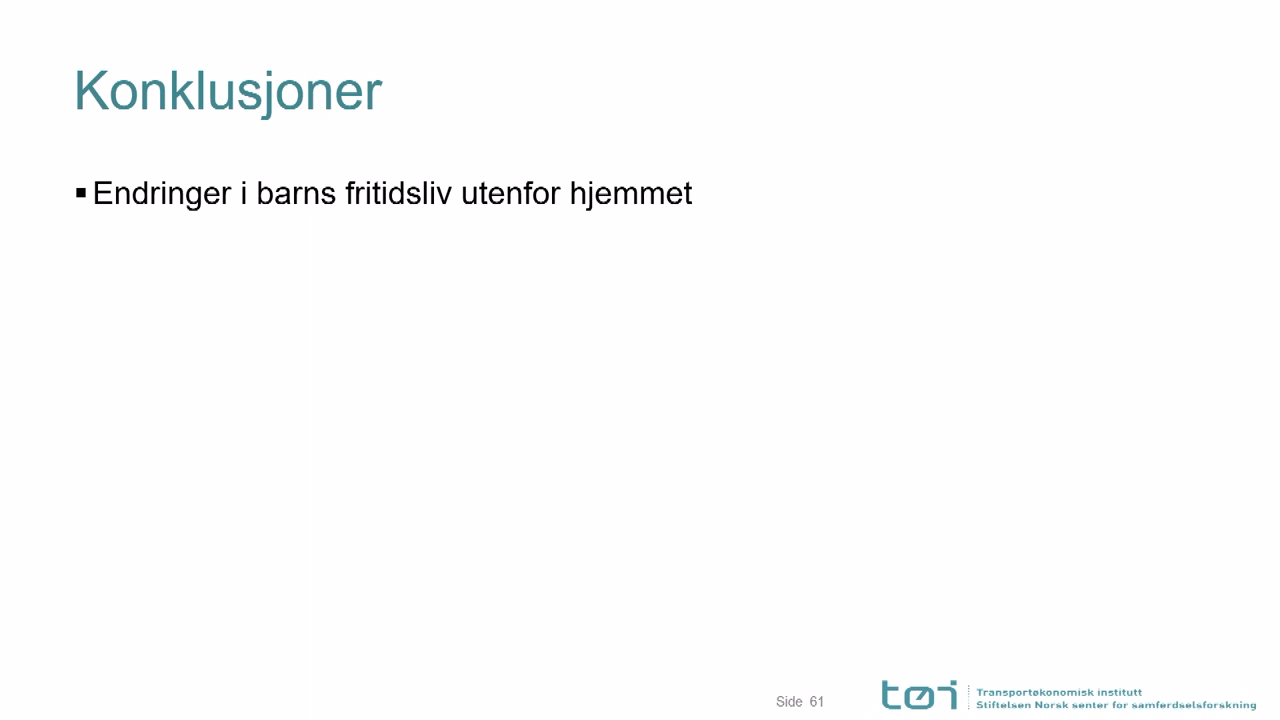 Konklusjoner
▪ Endringer i barns fritidsliv utenfor hjemmet
Side 61
tøi
Transportøkonomisk institutt
Stiftelsen Norsk senter for samferdselsforskning